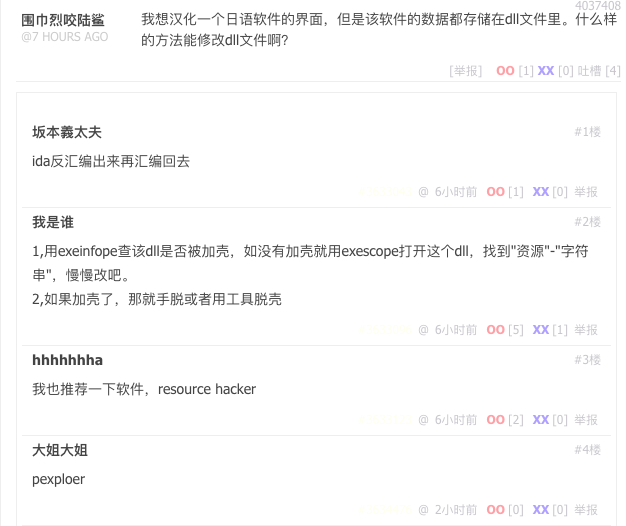 4037408
围巾烈咬陆鲨
@7 HOURS AGO
我想汉化一个日语软件的界面，但是该软件的数据都存储在dll文件里。什么样
的方法能修改dll文件啊?
[举报] OO [1] XX [0] 吐槽 [4]
坂本義太夫 #1楼
ida反汇编出来再汇编回去
@ 6小时前 OO [1] XX [0] 举报
我是谁 #2楼
1,用exeinfope查该dll是否被加壳，如没有加壳就用exescope打开这个dll，找到"资源"-"字符
串"，慢慢改吧。
2,如果加壳了，那就手脱或者用工具脱壳
@ 6小时前 OO [5] XX [1] 举报
hhhhhhha #3楼
我也推荐一下软件，resource hacker
@ 6小时前 OO [2] XX [0] 举报
大姐大姐 #4楼
pexploer
@ 2小时前 OO [0] XX [0] 举报